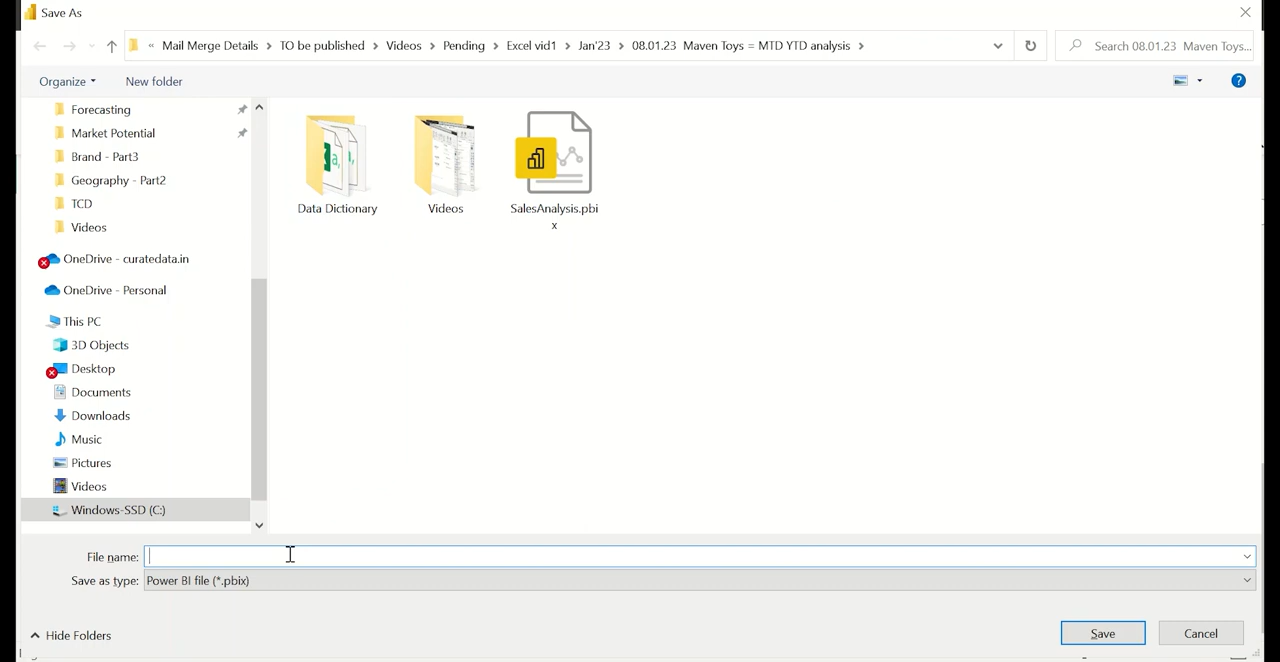 Save As
« Mail Merge Details > TO be published > Videos > Pending > Excel vid1 > Jan'23 > 08.01.23 Maven Toys = MTD YTD analysis >
Search 08.01.23 Maven Toys...
Organize
New folder
Forecasting
Market Potential
Brand - Part3
Geography - Part2
TCD
Videos
OneDrive - curatedata.in
OneDrive - Personal
This PC
3D Objects
Desktop
Documents
Downloads
Music
Pictures
Videos
Windows-SSD (C:)
Data Dictionary
Videos
SalesAnalysis.pbi
x
File name:
Save as type: Power BI file (*.pbix)
Hide Folders
Save
Cancel